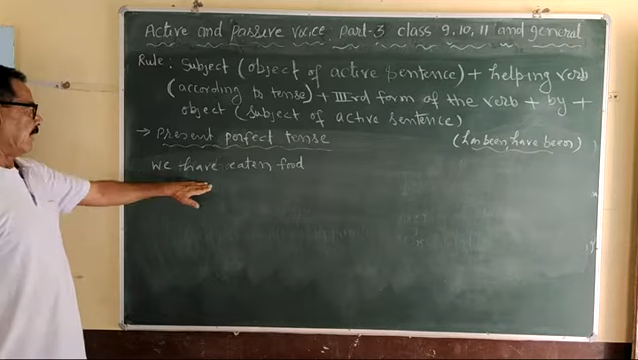 Active and passive voice part-3 class 9,10,11 and general
Rule: Subject (object of active sentence) + helping verb
(according to tense) + IIIrd form of the verb + by +
object (subject of active sentence)
→ Present perfect tense (has been, have been)
We have eaten food